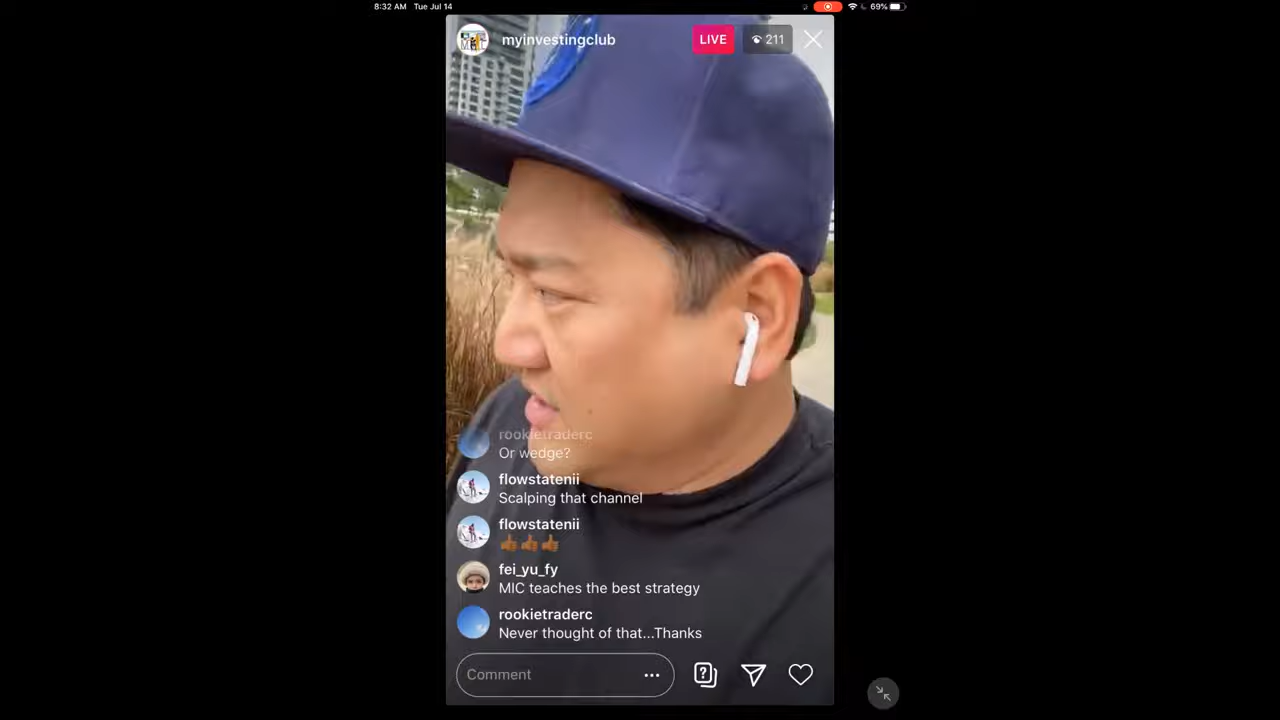 8:32 AM Tue Jul 14
69%
myinvestingclub
LIVE
211
rookietraderc
Or wedge?
flowstatenii
Scalping that channel
flowstatenii
👍🏾👍🏾👍🏾
fei_yu_fy
MIC teaches the best strategy
rookietraderc
Never thought of that...Thanks
Comment